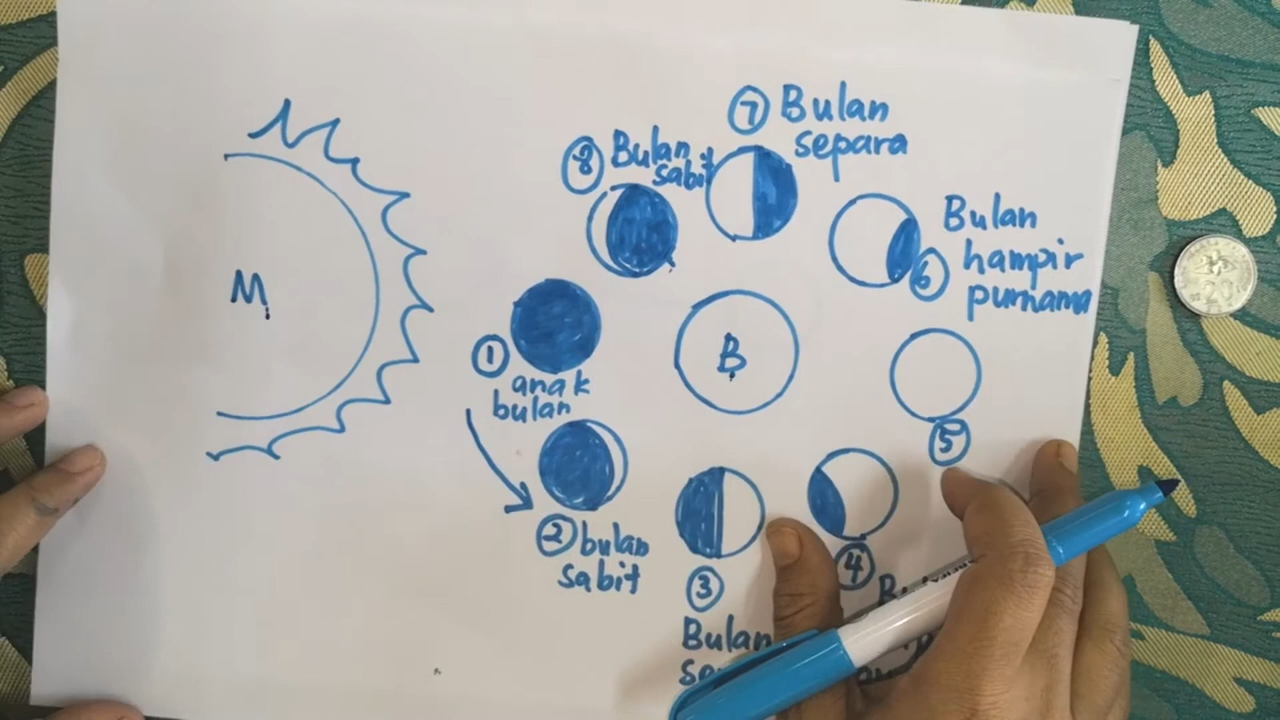 7 Bulan
separa
8 Bulan
sabit
Bulan
hampir
purnama
6
M
B
1
anak
bulan
5
2 bulan
sabit
3
Bulan
4
20